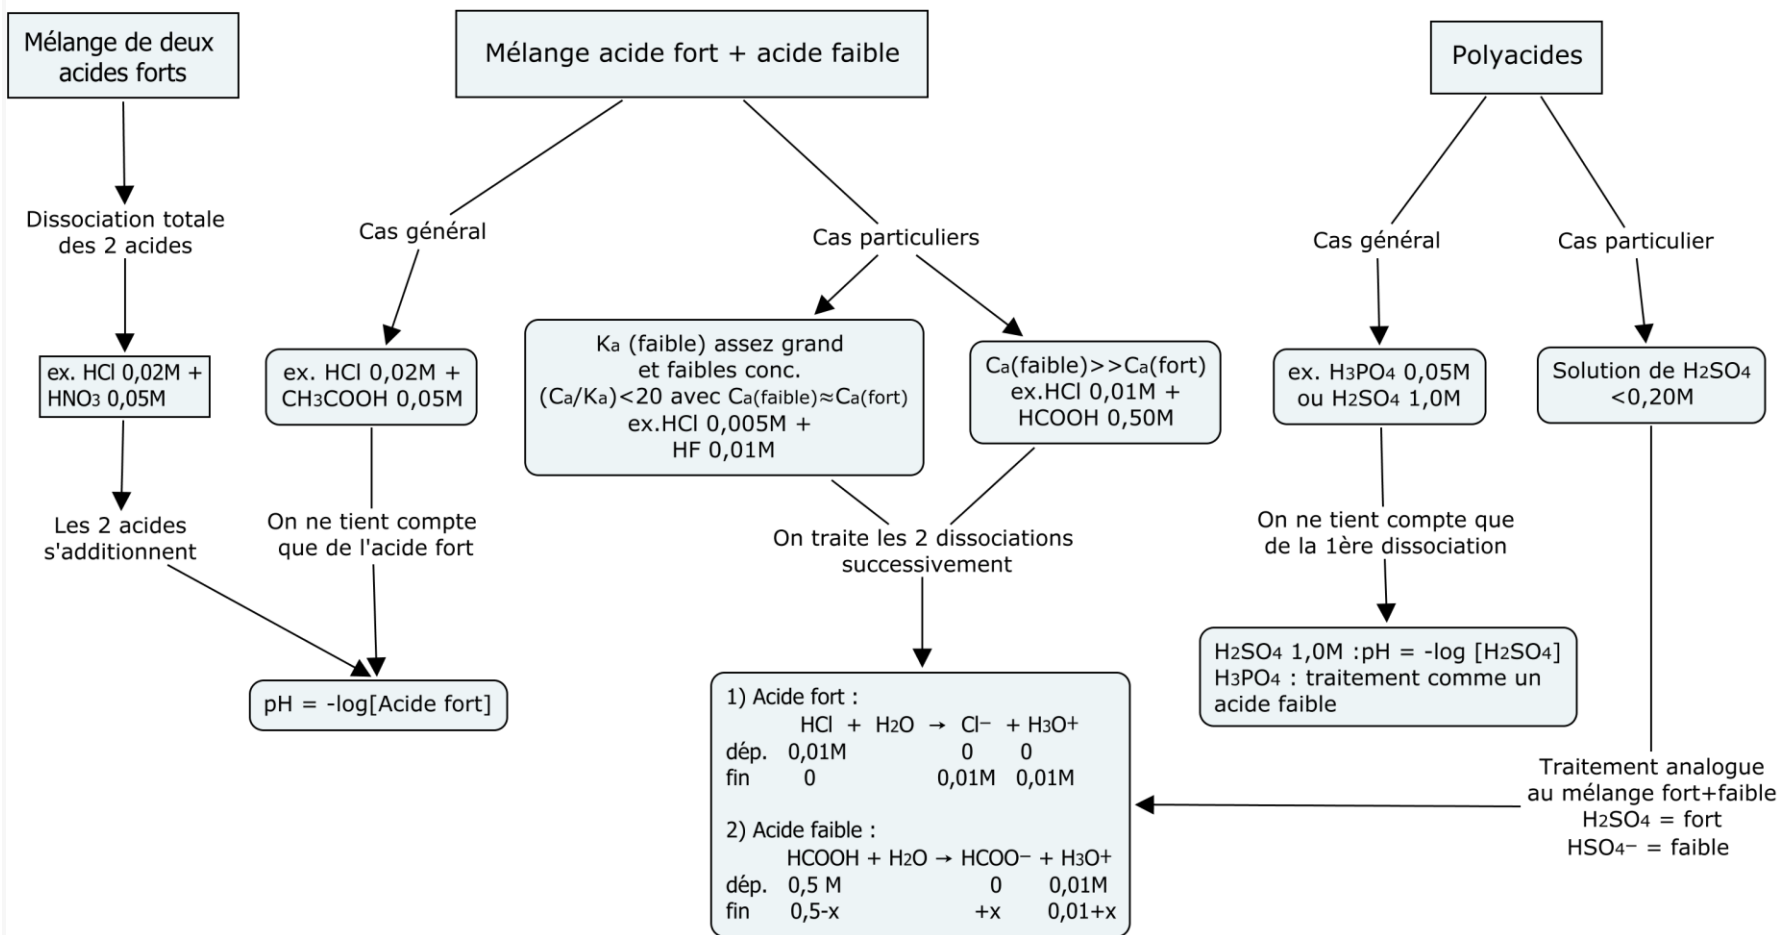 Mélange de deux
acides forts
Dissociation totale
des 2 acides
ex. HCl 0,02M +
HNO3 0,05M
Les 2 acides
s'additionnent
Mélange acide fort + acide faible
Cas général
ex. HCl 0,02M +
CH3COOH 0,05M
On ne tient compte
que de l'acide fort
pH = -log[Acide fort]
Cas particuliers
Ka (faible) assez grand
et faibles conc.
(Ca/Ka)<20 avec Ca(faible)≈Ca(fort)
ex.HCl 0,005M +
HF 0,01M
Ca(faible)>>Ca(fort)
ex.HCl 0,01M +
HCOOH 0,50M
On traite les 2 dissociations
successivement
1) Acide fort :
HCl + H2O → Cl− + H3O+
dép. 0,01M 0 0
fin 0 0,01M 0,01M
2) Acide faible :
HCOOH + H2O → HCOO− + H3O+
dép. 0,5 M 0 0,01M
fin 0,5-x +x 0,01+x
Polyacides
Cas général
ex. H3PO4 0,05M
ou H2SO4 1,0M
On ne tient compte que
de la 1ère dissociation
H2SO4 1,0M :pH = -log [H2SO4]
H3PO4 : traitement comme un
acide faible
Cas particulier
Solution de H2SO4
<0,20M
Traitement analogue
au mélange fort+faible
H2SO4 = fort
HSO4− = faible